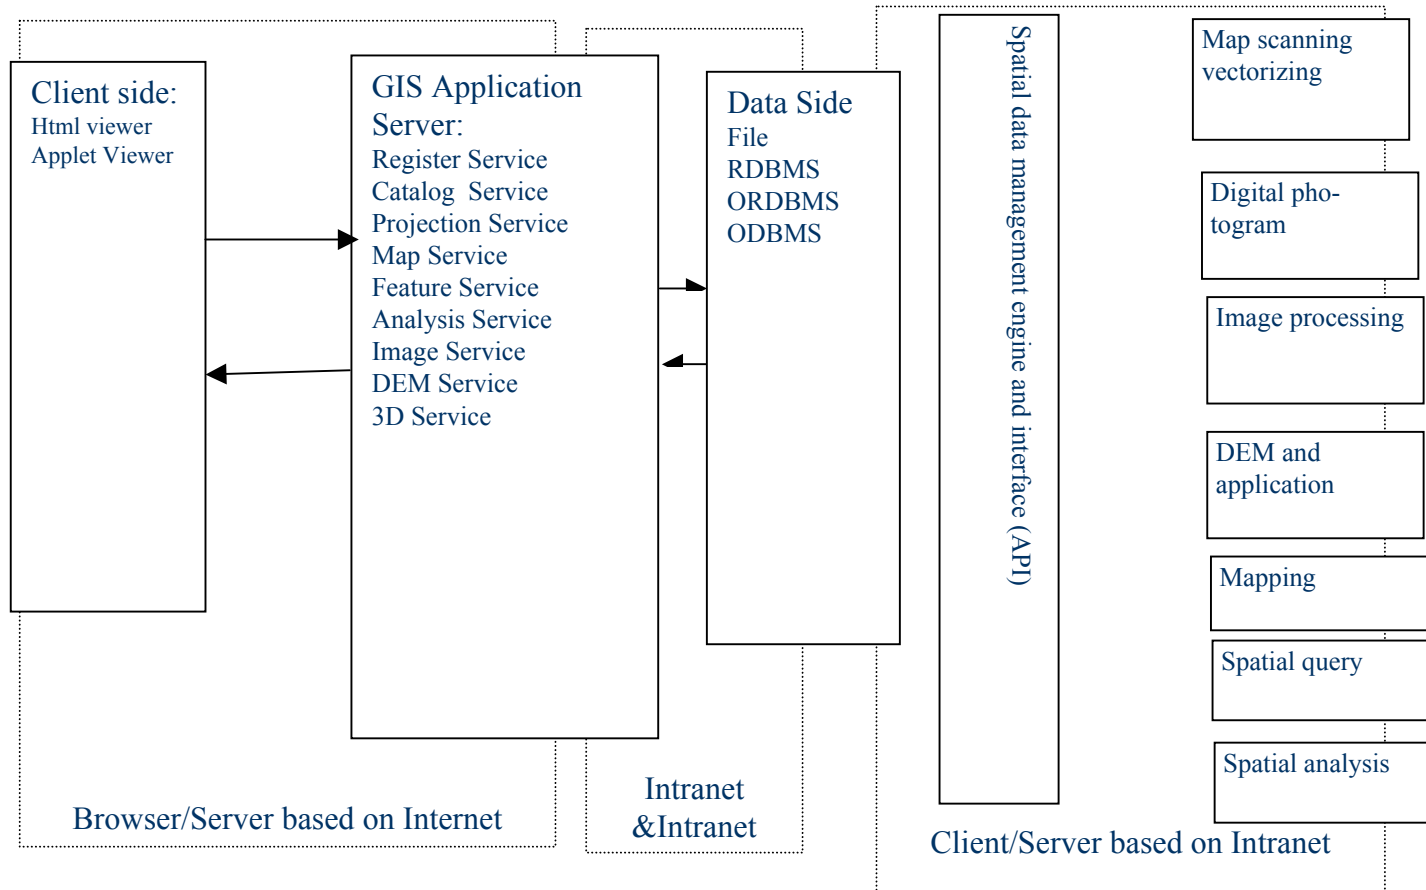 Client side:
Html viewer
Applet Viewer
GIS Application
Server:
Register Service
Catalog  Service
Projection Service
Map Service
Feature Service
Analysis Service
Image Service
DEM Service
3D Service
Data Side
File
RDBMS
ORDBMS
ODBMS
Spatial data management engine and interface (API)
Map scanning
vectorizing
Digital pho-
togram
Image processing
DEM and
application
Mapping
Spatial query
Spatial analysis
Browser/Server based on Internet
Intranet
&Intranet
Client/Server based on Intranet